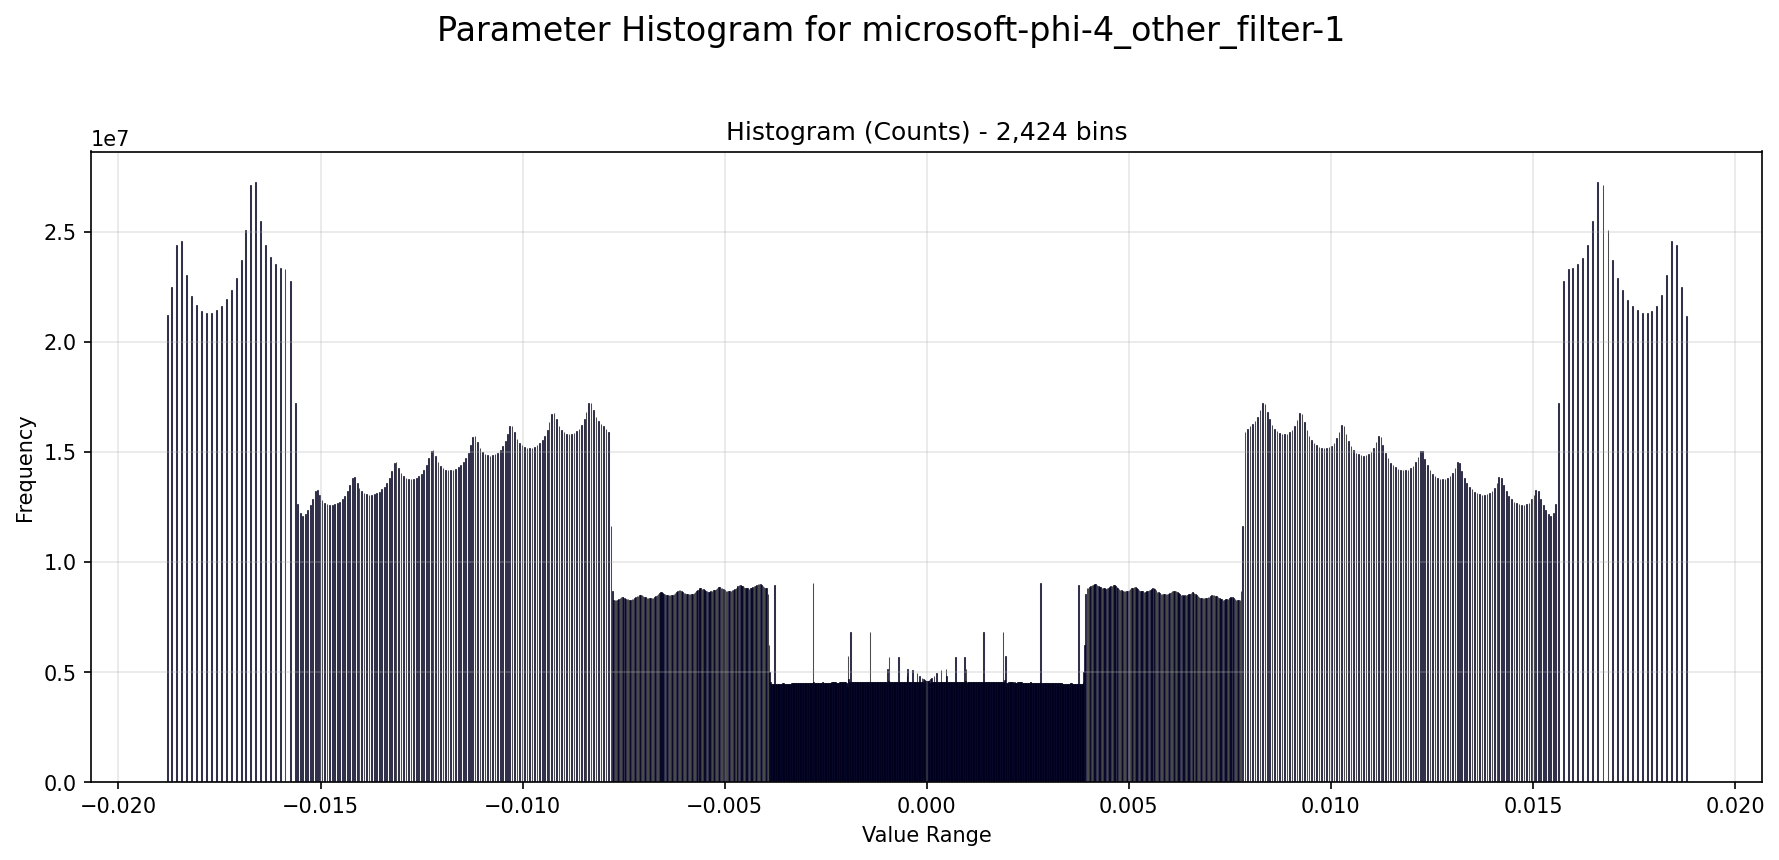 Parameter Histogram for microsoft-phi-4_other_filter-1
Histogram (Counts) - 2,424 bins
1e7
2.5
2.0
1.5
1.0
0.5
0.0
Frequency
−0.020 −0.015 −0.010 −0.005 0.000 0.005 0.010 0.015 0.020
Value Range